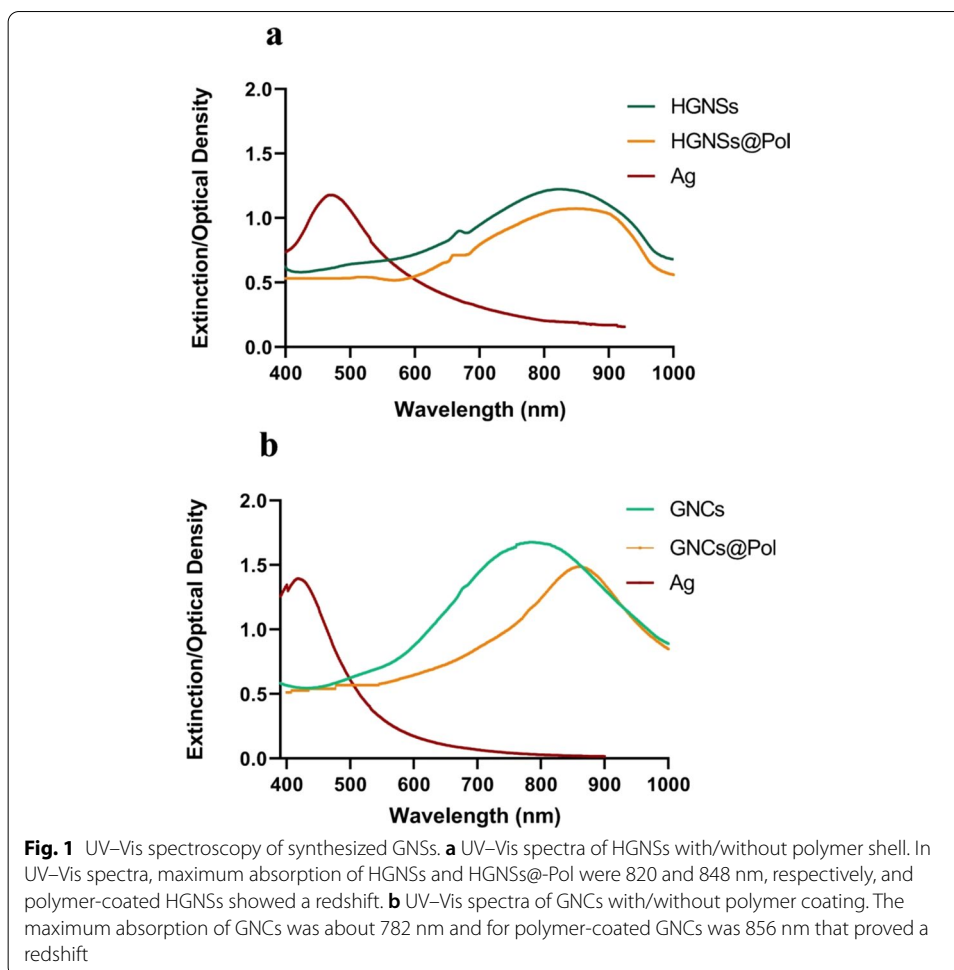 a
2.0
1.5
1.0
0.5
0.0
Extinction/Optical Density
400 500 600 700 800 900 1000
Wavelength (nm)
HGNSs
HGNSs@Pol
Ag
b
2.0
1.5
1.0
0.5
0.0
Extinction/Optical Density
400 500 600 700 800 900 1000
Wavelength (nm)
GNCs
GNCs@Pol
Ag
Fig. 1 UV–Vis spectroscopy of synthesized GNSs. a UV–Vis spectra of HGNSs with/without polymer shell. In
UV–Vis spectra, maximum absorption of HGNSs and HGNSs@-Pol were 820 and 848 nm, respectively, and
polymer-coated HGNSs showed a redshift. b UV–Vis spectra of GNCs with/without polymer coating. The
maximum absorption of GNCs was about 782 nm and for polymer-coated GNCs was 856 nm that proved a
redshift